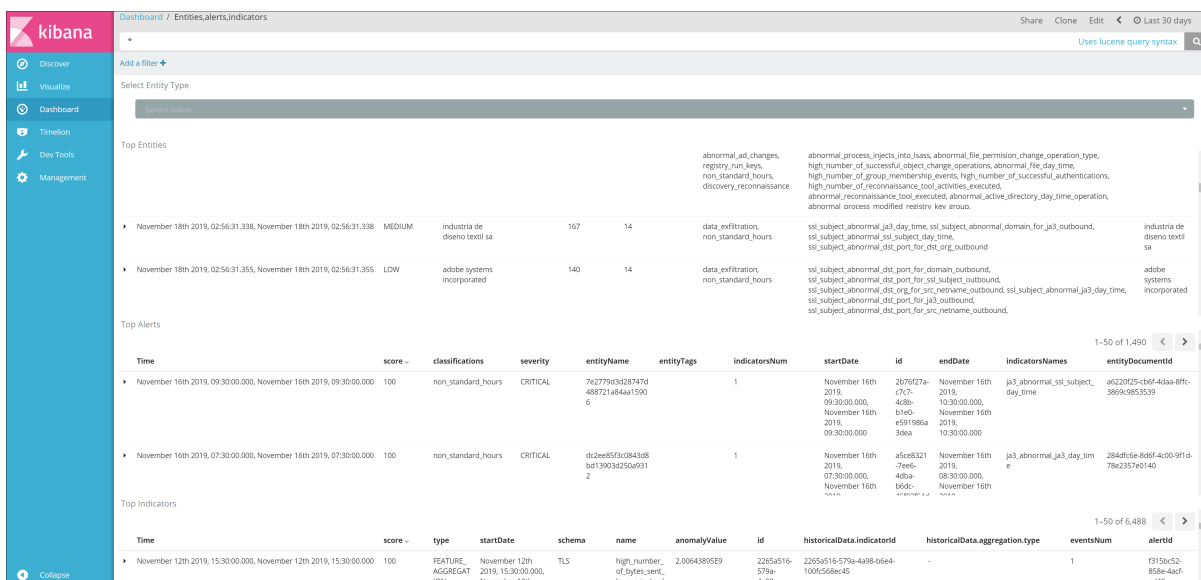 Dashboard / Entities,alerts,indicators
Share Clone Edit Last 30 days
kibana
*
Uses lucene query syntax
Discover
Visualize
Dashboard
Timelion
Dev Tools
Management
Collapse
Add a filter +
Select Entity Type
Select value
Top Entities
abnormal_ad_changes,
registry_run_keys,
non_standard_hours,
discovery_reconnaissance
abnormal_process_injects_into_lsass, abnormal_file_permision_change_operation_type,
high_number_of_successful_object_change_operations, abnormal_file_day_time,
high_number_of_group_membership_events, high_number_of_successful_authentications,
high_number_of_reconnaissance_tool_activities_executed,
abnormal_reconnaissance_tool_executed, abnormal_active_directory_day_time_operation,
abnormal_process_modified_registry_key_group,
November 18th 2019, 02:56:31.338, November 18th 2019, 02:56:31.338 MEDIUM
industria de
diseno textil sa
167 14
data_exfiltration,
non_standard_hours
ssl_subject_abnormal_ja3_day_time, ssl_subject_abnormal_domain_for_ja3_outbound,
ssl_subject_abnormal_ssl_subject_day_time,
ssl_subject_abnormal_dst_port_for_dst_org_outbound
industria de
diseno textil
sa
November 18th 2019, 02:56:31.355, November 18th 2019, 02:56:31.355 LOW
adobe systems
incorporated
140 14
data_exfiltration,
non_standard_hours
ssl_subject_abnormal_dst_port_for_domain_outbound,
ssl_subject_abnormal_dst_port_for_ssl_subject_outbound,
ssl_subject_abnormal_dst_org_for_src_netname_outbound, ssl_subject_abnormal_ja3_day_time,
ssl_subject_abnormal_dst_port_for_ja3_outbound,
ssl_subject_abnormal_dst_port_for_src_netname_outbound,
adobe
systems
incorporated
Top Alerts
1–50 of 1,490
Time score classifications severity entityName entityTags indicatorsNum startDate id endDate indicatorsNames entityDocumentId
November 16th 2019, 09:30:00.000, November 16th 2019, 09:30:00.000 100 non_standard_hours CRITICAL
7e2779d3d28747d
488721a84aa1590
6
1
November 16th
2019,
09:30:00.000,
November 16th
2019,
09:30:00.000
2b76f27a-
c7c7-
4c8b-
b1e0-
e591986a
3dea
November 16th
2019,
10:30:00.000,
November 16th
2019,
10:30:00.000
ja3_abnormal_ssl_subject_
day_time
a6220f25-cb6f-4daa-8ffc-
3869c9853539
November 16th 2019, 07:30:00.000, November 16th 2019, 07:30:00.000 100 non_standard_hours CRITICAL
dc2ee85f3c0843d8
bd13903d250a931
2
1
November 16th
2019,
07:30:00.000,
November 16th
a5ce8321
-7ee6-
4dba-
b6dc-
November 16th
2019,
08:30:00.000,
November 16th
ja3_abnormal_ja3_day_tim
e
284dfc6e-8d6f-4c00-9f1d-
78e2357e0140
Top Indicators
1–50 of 6,488
Time score type startDate schema name anomalyValue id historicalData.indicatorId historicalData.aggregation.type eventsNum alertId
November 12th 2019, 15:30:00.000, November 12th 2019, 15:30:00.000 100
FEATURE_
AGGREGAT
November 12th
2019, 15:30:00.000,
TLS
high_number_
of_bytes_sent_
2.00643895E9
2265a516-
579a-
2265a516-579a-4a98-b6e4-
100fc568ec45
-
1
f315bc52-
858e-4acf-